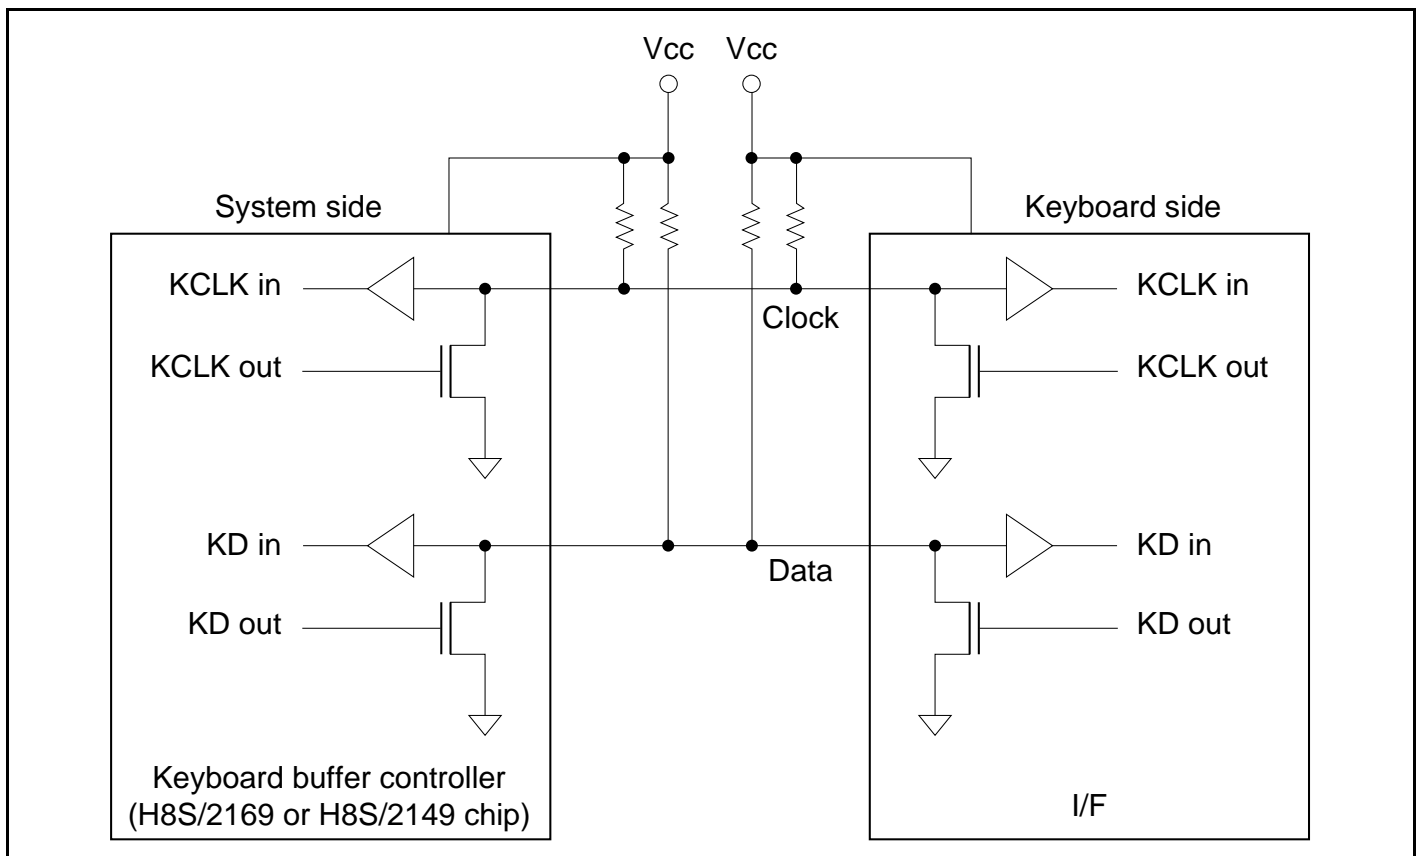 Vcc Vcc
System side
Keyboard side
KCLK in
KCLK in
Clock
KCLK out
KCLK out
KD in
KD in
Data
KD out
KD out
Keyboard buffer controller
(H8S/2169 or H8S/2149 chip)
I/F